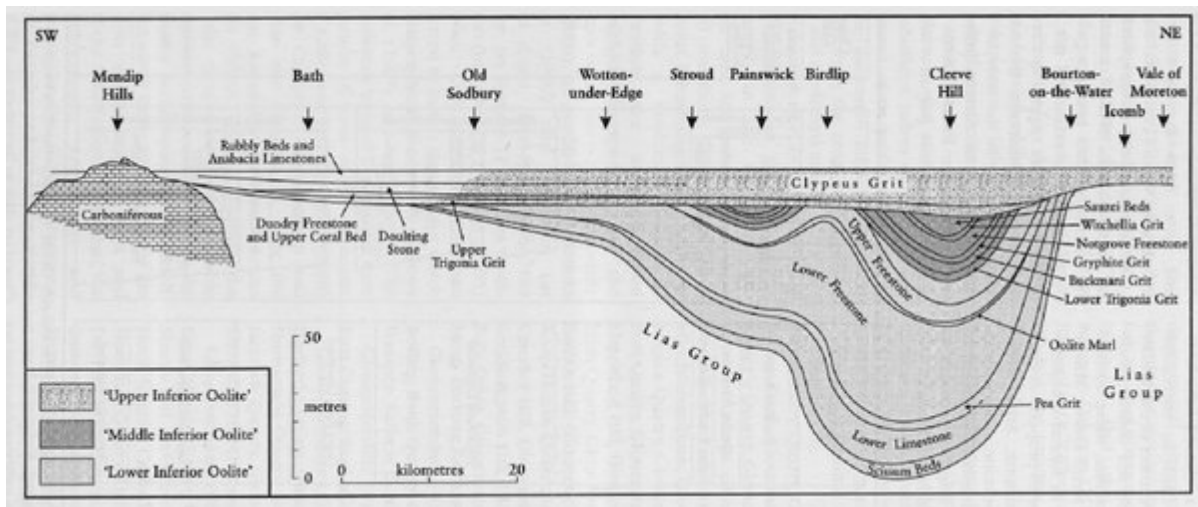 SW
NE
Mendip
Hills
Bath
Old
Sodbury
Wotton-
under-Edge
Stroud
Painswick
Birdlip
Cleeve
Hill
Bourton-
on-the-Water
Icomb
Vale of
Moreton
Rubbly Beds and
Anabacia Limestones
Clypeus Grit
Carboniferous
Dundry Freestone
and Upper Coral Bed
Doulting
Stone
Upper
Trigonia Grit
Sauzei Beds
Witchellia Grit
Notgrove Freestone
Gryphite Grit
Buckmani Grit
Lower Trigonia Grit
Upper Freestone
Lower Freestone
Oolite Marl
Lias Group
Lias
Group
Pea Grit
Lower Limestone
Scissum Beds
50
metres
0
0 kilometres 20
'Upper Inferior Oolite'
'Middle Inferior Oolite'
'Lower Inferior Oolite'